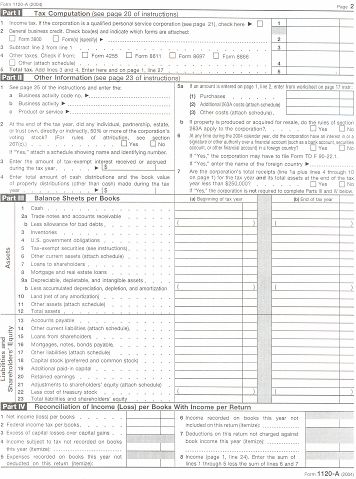 Form 1120-A (2004) Page 2
Part I Tax Computation (see page 20 of instructions)
1 Income tax. If the corporation is a qualified personal service corporation (see page 21), check here 1
2 General business credit. Check box(es) and indicate which forms are attached:
Form 3800 Form(s) (specify) 2
3 Subtract line 2 from line 1 3
4 Other taxes. Check if from: Form 4255 Form 8611 Form 8697 Form 8866
Other (attach schedule) 4
5 Total tax. Add lines 3 and 4. Enter here and on page 1, line 27 5
Part II Other Information (see page 23 of instructions)
1 See page 25 of the instructions and enter the:
a Business activity code no.
b Business activity
c Product or service
2 At the end of the tax year, did any individual, partnership, estate,
or trust own, directly or indirectly, 50% or more of the corporation's
voting stock? (For rules of attribution, see section
267(c).) Yes No
If "Yes," attach a schedule showing name and identifying number.
3 Enter the amount of tax-exempt interest received or accrued
during the tax year $
4 Enter total amount of cash distributions and the book value
of property distributions (other than cash) made during the
tax year $
5a If an amount is entered on page 1, line 2, enter from worksheet on page 17 instr.:
(1) Purchases
(2) Additional 263A costs (attach schedule)
(3) Other costs (attach schedule)
b If property is produced or acquired for resale, do the rules of section
263A apply to the corporation? Yes No
6 At any time during the 2004 calendar year, did the corporation have an interest in or a
signature or other authority over a financial account (such as a bank account, securities
account, or other financial account) in a foreign country? Yes No
If "Yes," the corporation may have to file Form TD F 90-22.1
If "Yes," enter the name of the foreign country
7 Are the corporation's total receipts (line 1a plus lines 4 through 10
on page 1) for the tax year and its total assets at the end of the tax
year less than $250,000? Yes No
If "Yes," the corporation is not required to complete Parts III and IV below.
Part III Balance Sheets per Books (a) Beginning of tax year (b) End of tax year
Assets
1 Cash
2a Trade notes and accounts receivable
b Less allowance for bad debts
3 Inventories
4 U.S. government obligations
5 Tax-exempt securities (see instructions)
6 Other current assets (attach schedule)
7 Loans to shareholders
8 Mortgage and real estate loans
9a Depreciable, depletable, and intangible assets
b Less accumulated depreciation, depletion, and amortization
10 Land (net of any amortization)
11 Other assets (attach schedule)
12 Total assets
Liabilities and Shareholders' Equity
13 Accounts payable
14 Other current liabilities (attach schedule)
15 Loans from shareholders
16 Mortgages, notes, bonds payable
17 Other liabilities (attach schedule)
18 Capital stock (preferred and common stock)
19 Additional paid-in capital
20 Retained earnings
21 Adjustments to shareholders' equity (attach schedule)
22 Less cost of treasury stock
23 Total liabilities and shareholders' equity
Part IV Reconciliation of Income (Loss) per Books With Income per Return
1 Net income (loss) per books
2 Federal income tax per books
3 Excess of capital losses over capital gains
4 Income subject to tax not recorded on books
this year (itemize):
5 Expenses recorded on books this year not
deducted on this return (itemize):
6 Income recorded on books this year not
included on this return (itemize):
7 Deductions on this return not charged against
book income this year (itemize):
8 Income (page 1, line 24). Enter the sum of
lines 1 through 5 less the sum of lines 6 and 7
Form 1120-A (2004)